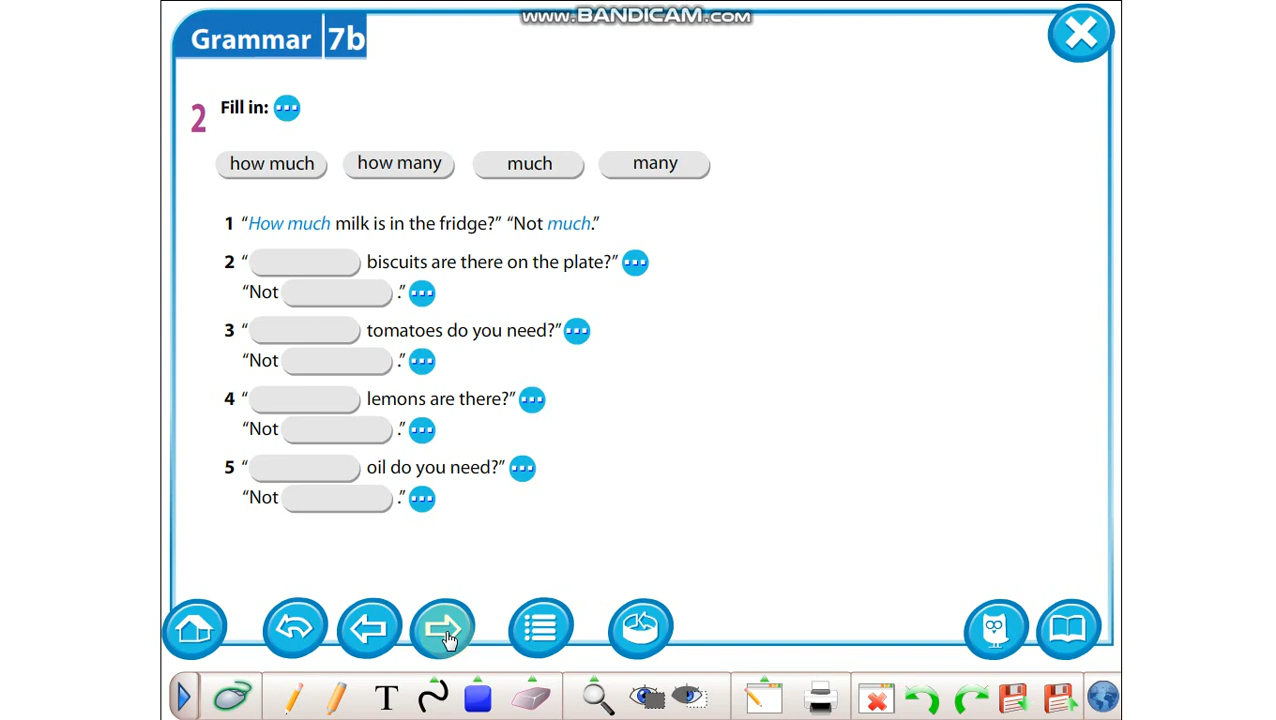 www.BANDICAM.com
Grammar 7b
2 Fill in:
how much how many much many
1 “How much milk is in the fridge?” “Not much.”
2 “ biscuits are there on the plate?”
“Not .”
3 “ tomatoes do you need?”
“Not .”
4 “ lemons are there?”
“Not .”
5 “ oil do you need?”
“Not .”
T